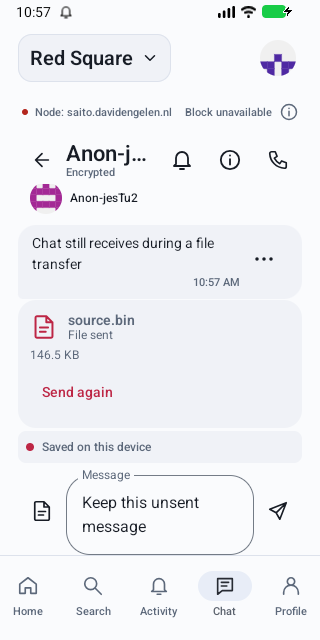 10:57
Red Square
Node: saito.davidengelen.nl Block unavailable
Anon-j...
Encrypted
Anon-jesTu2
Chat still receives during a file
transfer
10:57 AM
source.bin
File sent
146.5 KB
Send again
Saved on this device
Message
Keep this unsent
message
Home Search Activity Chat Profile